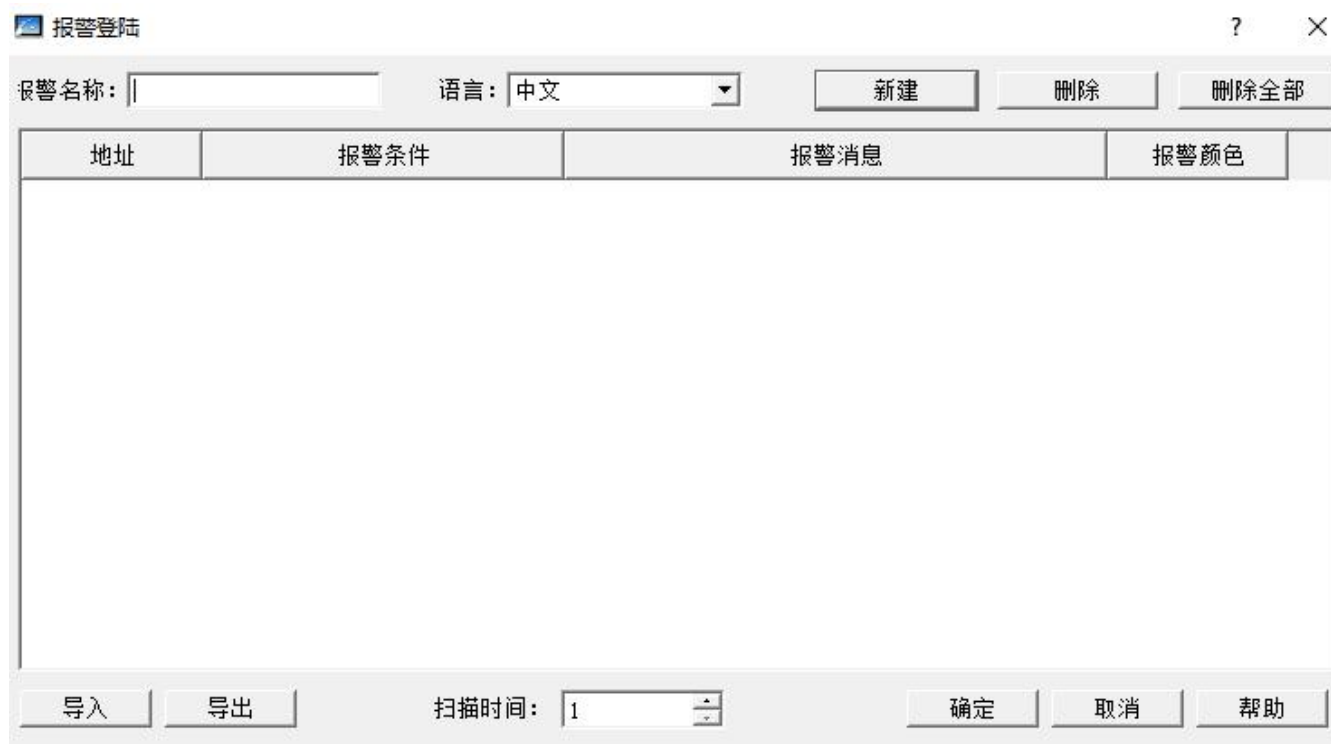 报警登陆 ?
报警名称: 语言: 中文 新建 删除 删除全部
地址 报警条件 报警消息 报警颜色
导入 导出 扫描时间: 1 确定 取消 帮助